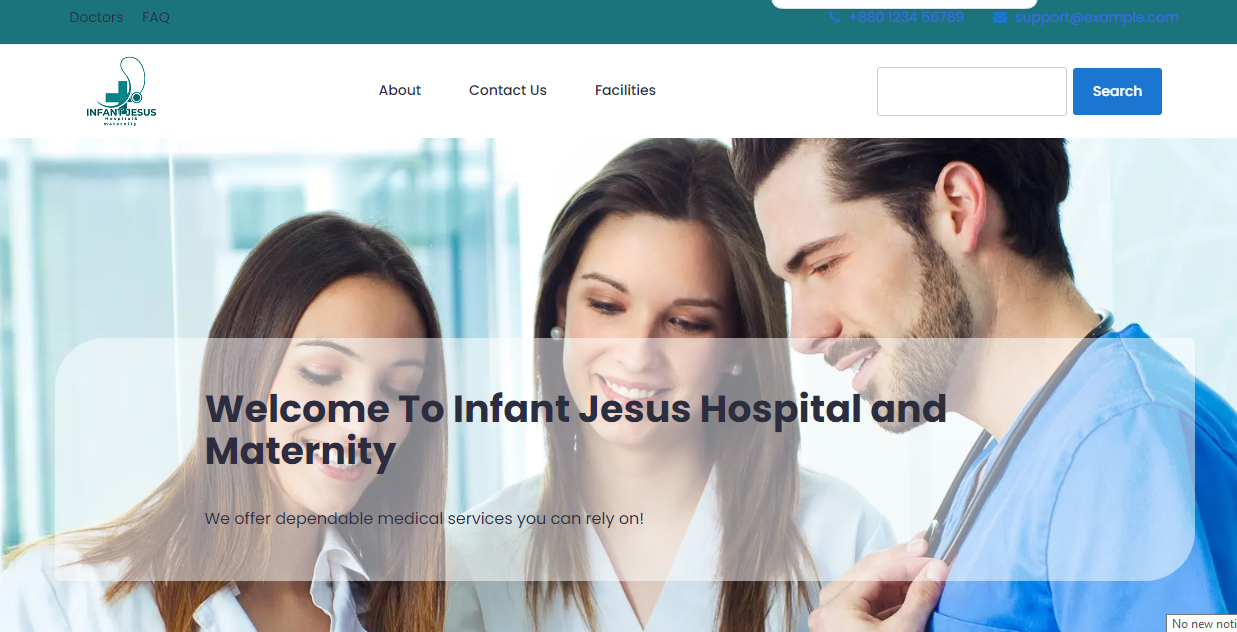 Doctors FAQ +880 1234 56789 support@example.com
INFANT JESUS
Hospital &
maternity
About Contact Us Facilities Search
Welcome To Infant Jesus Hospital and
Maternity
We offer dependable medical services you can rely on!
No new noti